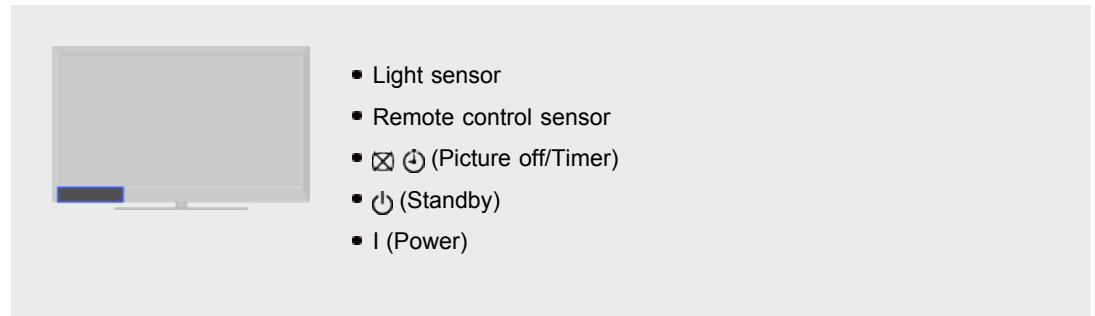 • Light sensor
• Remote control sensor
• (Picture off/Timer)
• (Standby)
• I (Power)